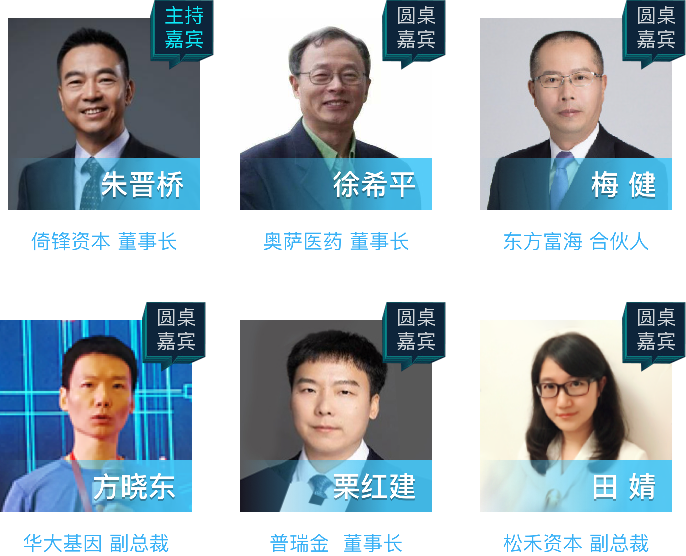 主持
嘉宾
圆桌
嘉宾
圆桌
嘉宾
朱晋桥
徐希平
梅 健
倚锋资本 董事长
奥萨医药 董事长
东方富海 合伙人
圆桌
嘉宾
圆桌
嘉宾
圆桌
嘉宾
方晓东
栗红建
田 婧
华大基因 副总裁
普瑞金 董事长
松禾资本 副总裁